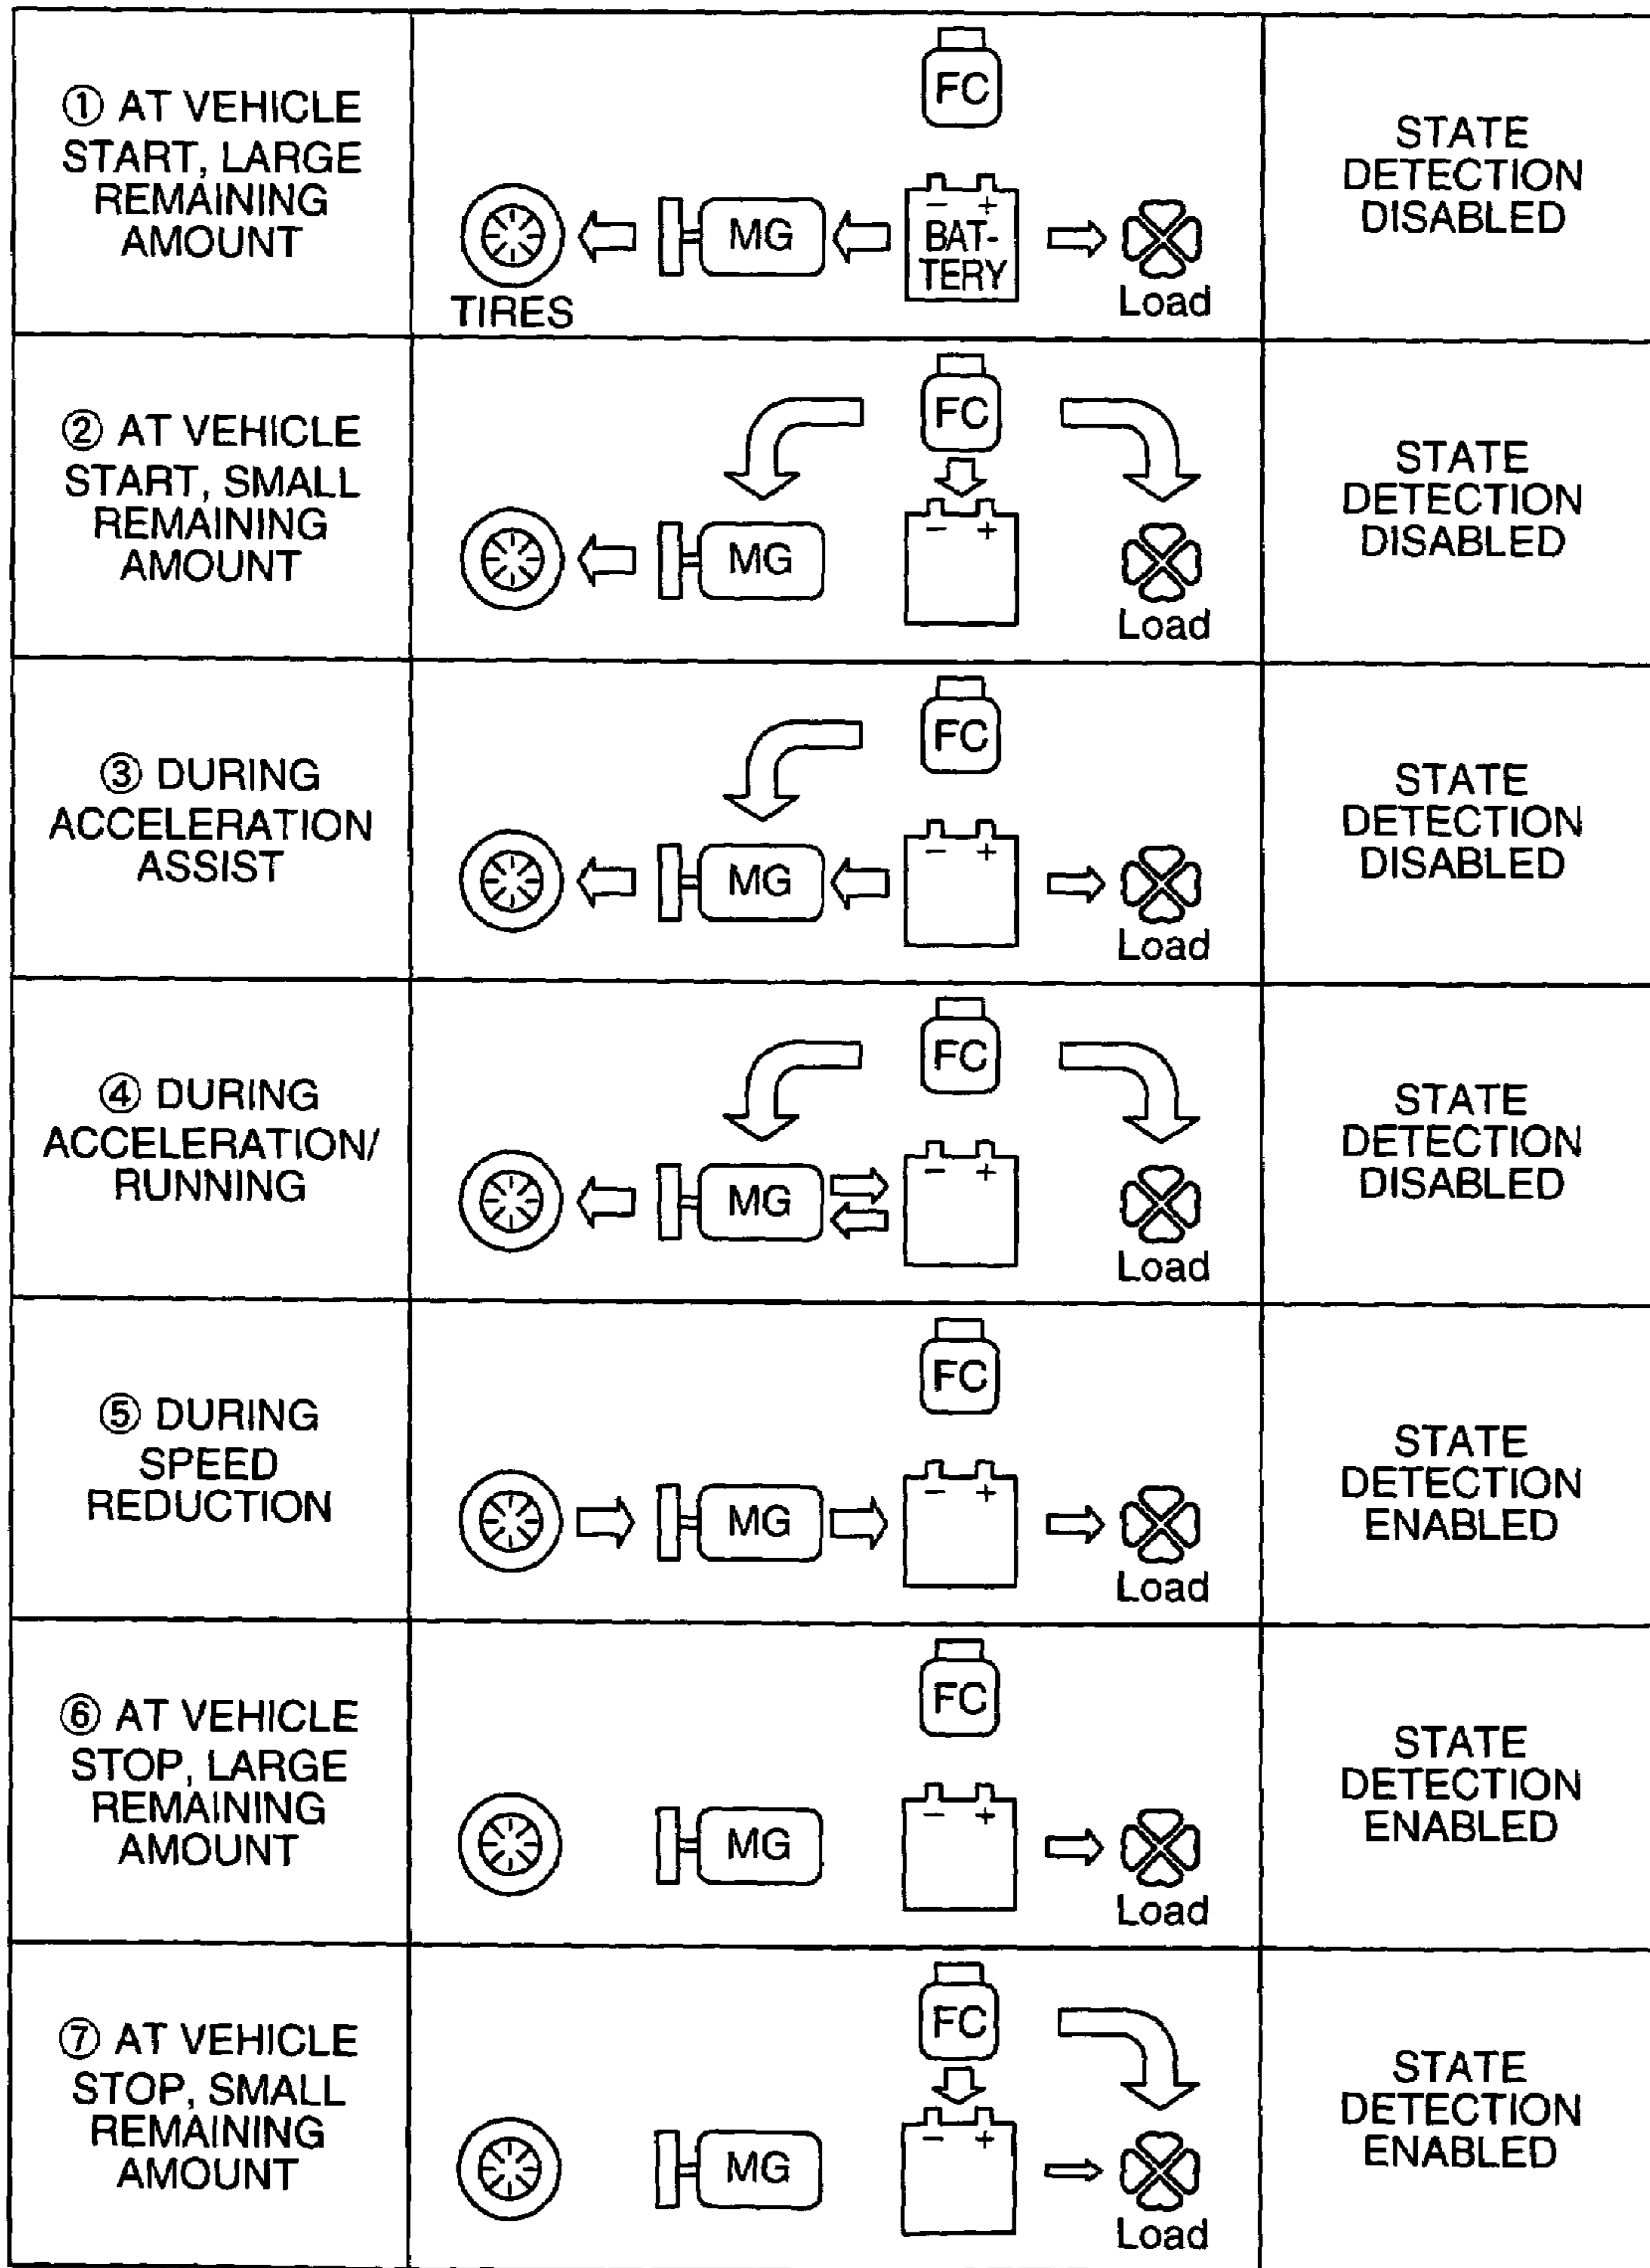 ① AT VEHICLE
START, LARGE
REMAINING
AMOUNT
FC
TIRES
MG
- +
BAT-
TERY
Load
STATE
DETECTION
DISABLED
② AT VEHICLE
START, SMALL
REMAINING
AMOUNT
FC
MG
- +
Load
STATE
DETECTION
DISABLED
③ DURING
ACCELERATION
ASSIST
FC
MG
- +
Load
STATE
DETECTION
DISABLED
④ DURING
ACCELERATION/
RUNNING
FC
MG
- +
Load
STATE
DETECTION
DISABLED
⑤ DURING
SPEED
REDUCTION
FC
MG
- +
Load
STATE
DETECTION
ENABLED
⑥ AT VEHICLE
STOP, LARGE
REMAINING
AMOUNT
FC
MG
- +
Load
STATE
DETECTION
ENABLED
⑦ AT VEHICLE
STOP, SMALL
REMAINING
AMOUNT
FC
MG
- +
Load
STATE
DETECTION
ENABLED